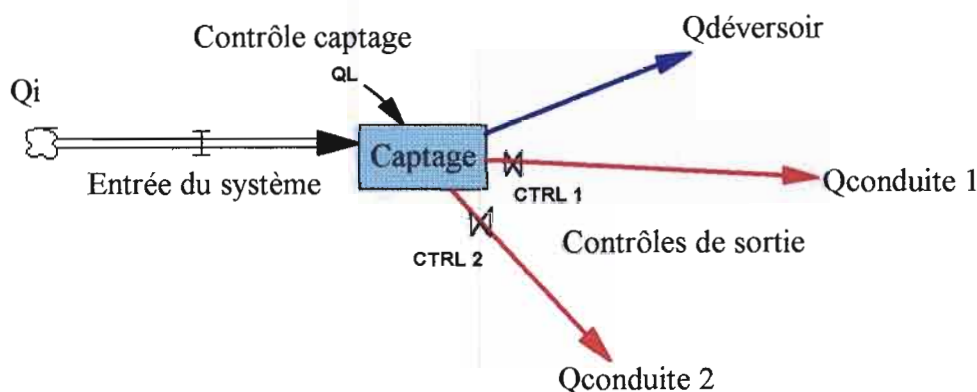 Contrôle captage
QL
Qdéversoir
Qi
Captage
Entrée du système
CTRL 1
Qconduite 1
CTRL 2
Contrôles de sortie
Qconduite 2